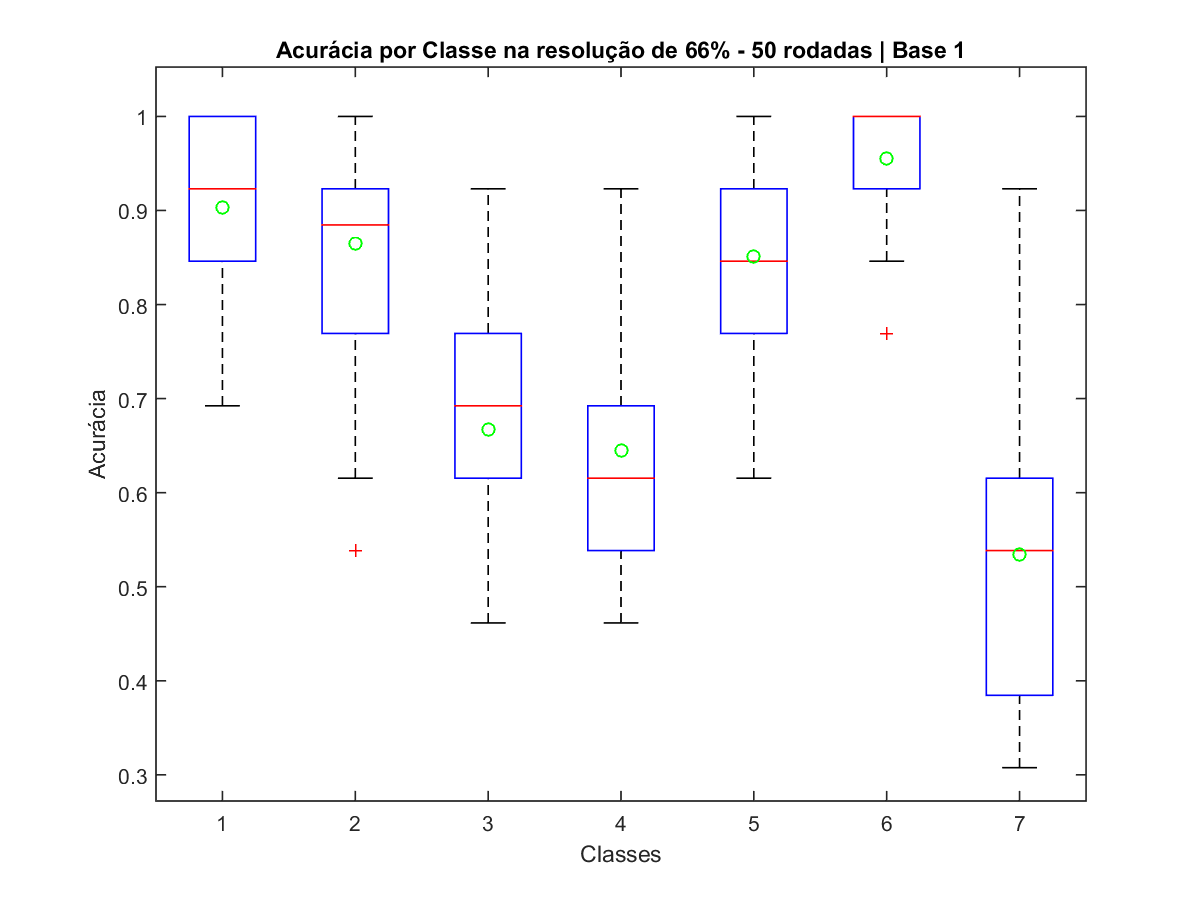 Acurácia por Classe na resolução de 66% - 50 rodadas | Base 1
1
0.9
0.8
0.7
0.6
0.5
0.4
0.3
Acurácia
1 2 3 4 5 6 7
Classes